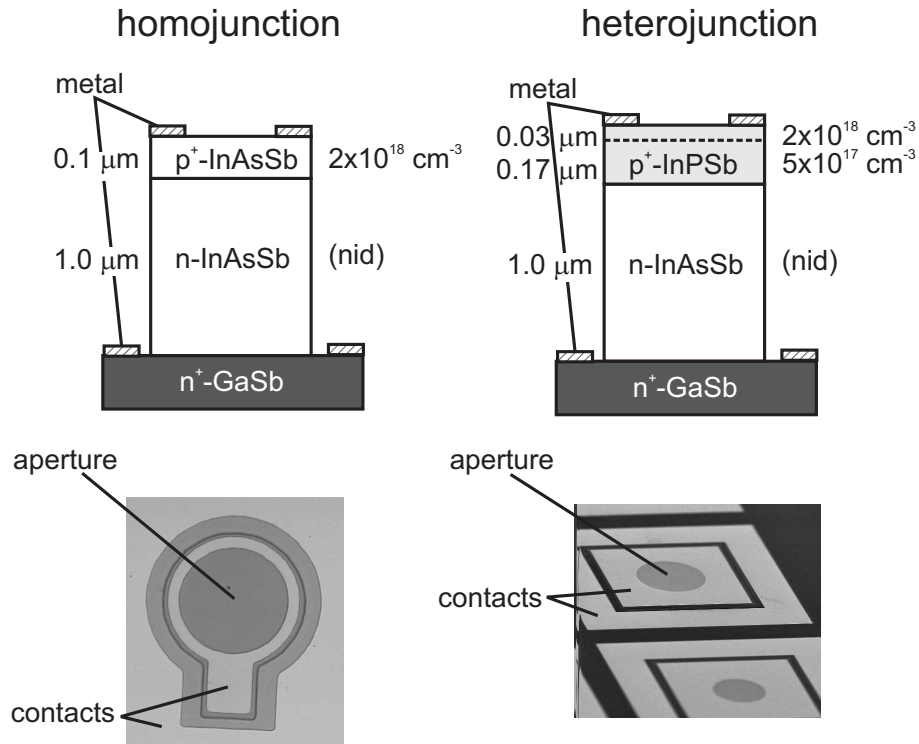 homojunction
heterojunction
metal
0.1 μm
p⁺-InAsSb
2x10¹⁸ cm⁻³
1.0 μm
n-InAsSb
(nid)
n⁺-GaSb
metal
0.03 μm
2x10¹⁸ cm⁻³
0.17 μm
p⁺-InPSb
5x10¹⁷ cm⁻³
1.0 μm
n-InAsSb
(nid)
n⁺-GaSb
aperture
contacts
aperture
contacts